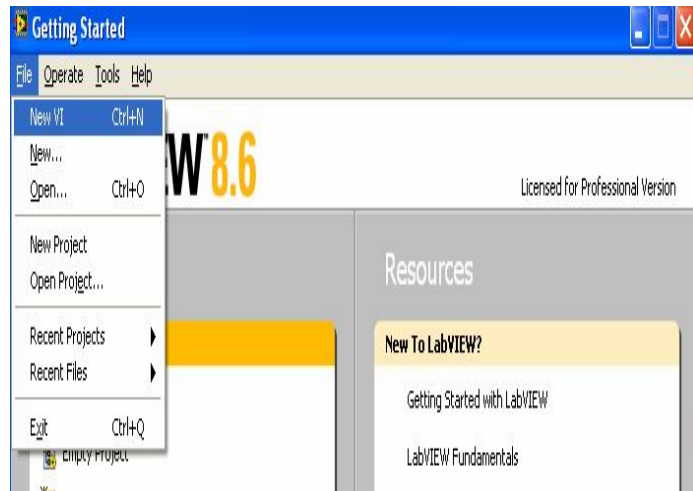 Getting Started
File Operate Tools Help
New VI Ctrl+N
New...
Open... Ctrl+O
New Project
Open Project...
Recent Projects
Recent Files
Exit Ctrl+Q
W 8.6
Licensed for Professional Version
Empty Project
Resources
New To LabVIEW?
Getting Started with LabVIEW
LabVIEW Fundamentals